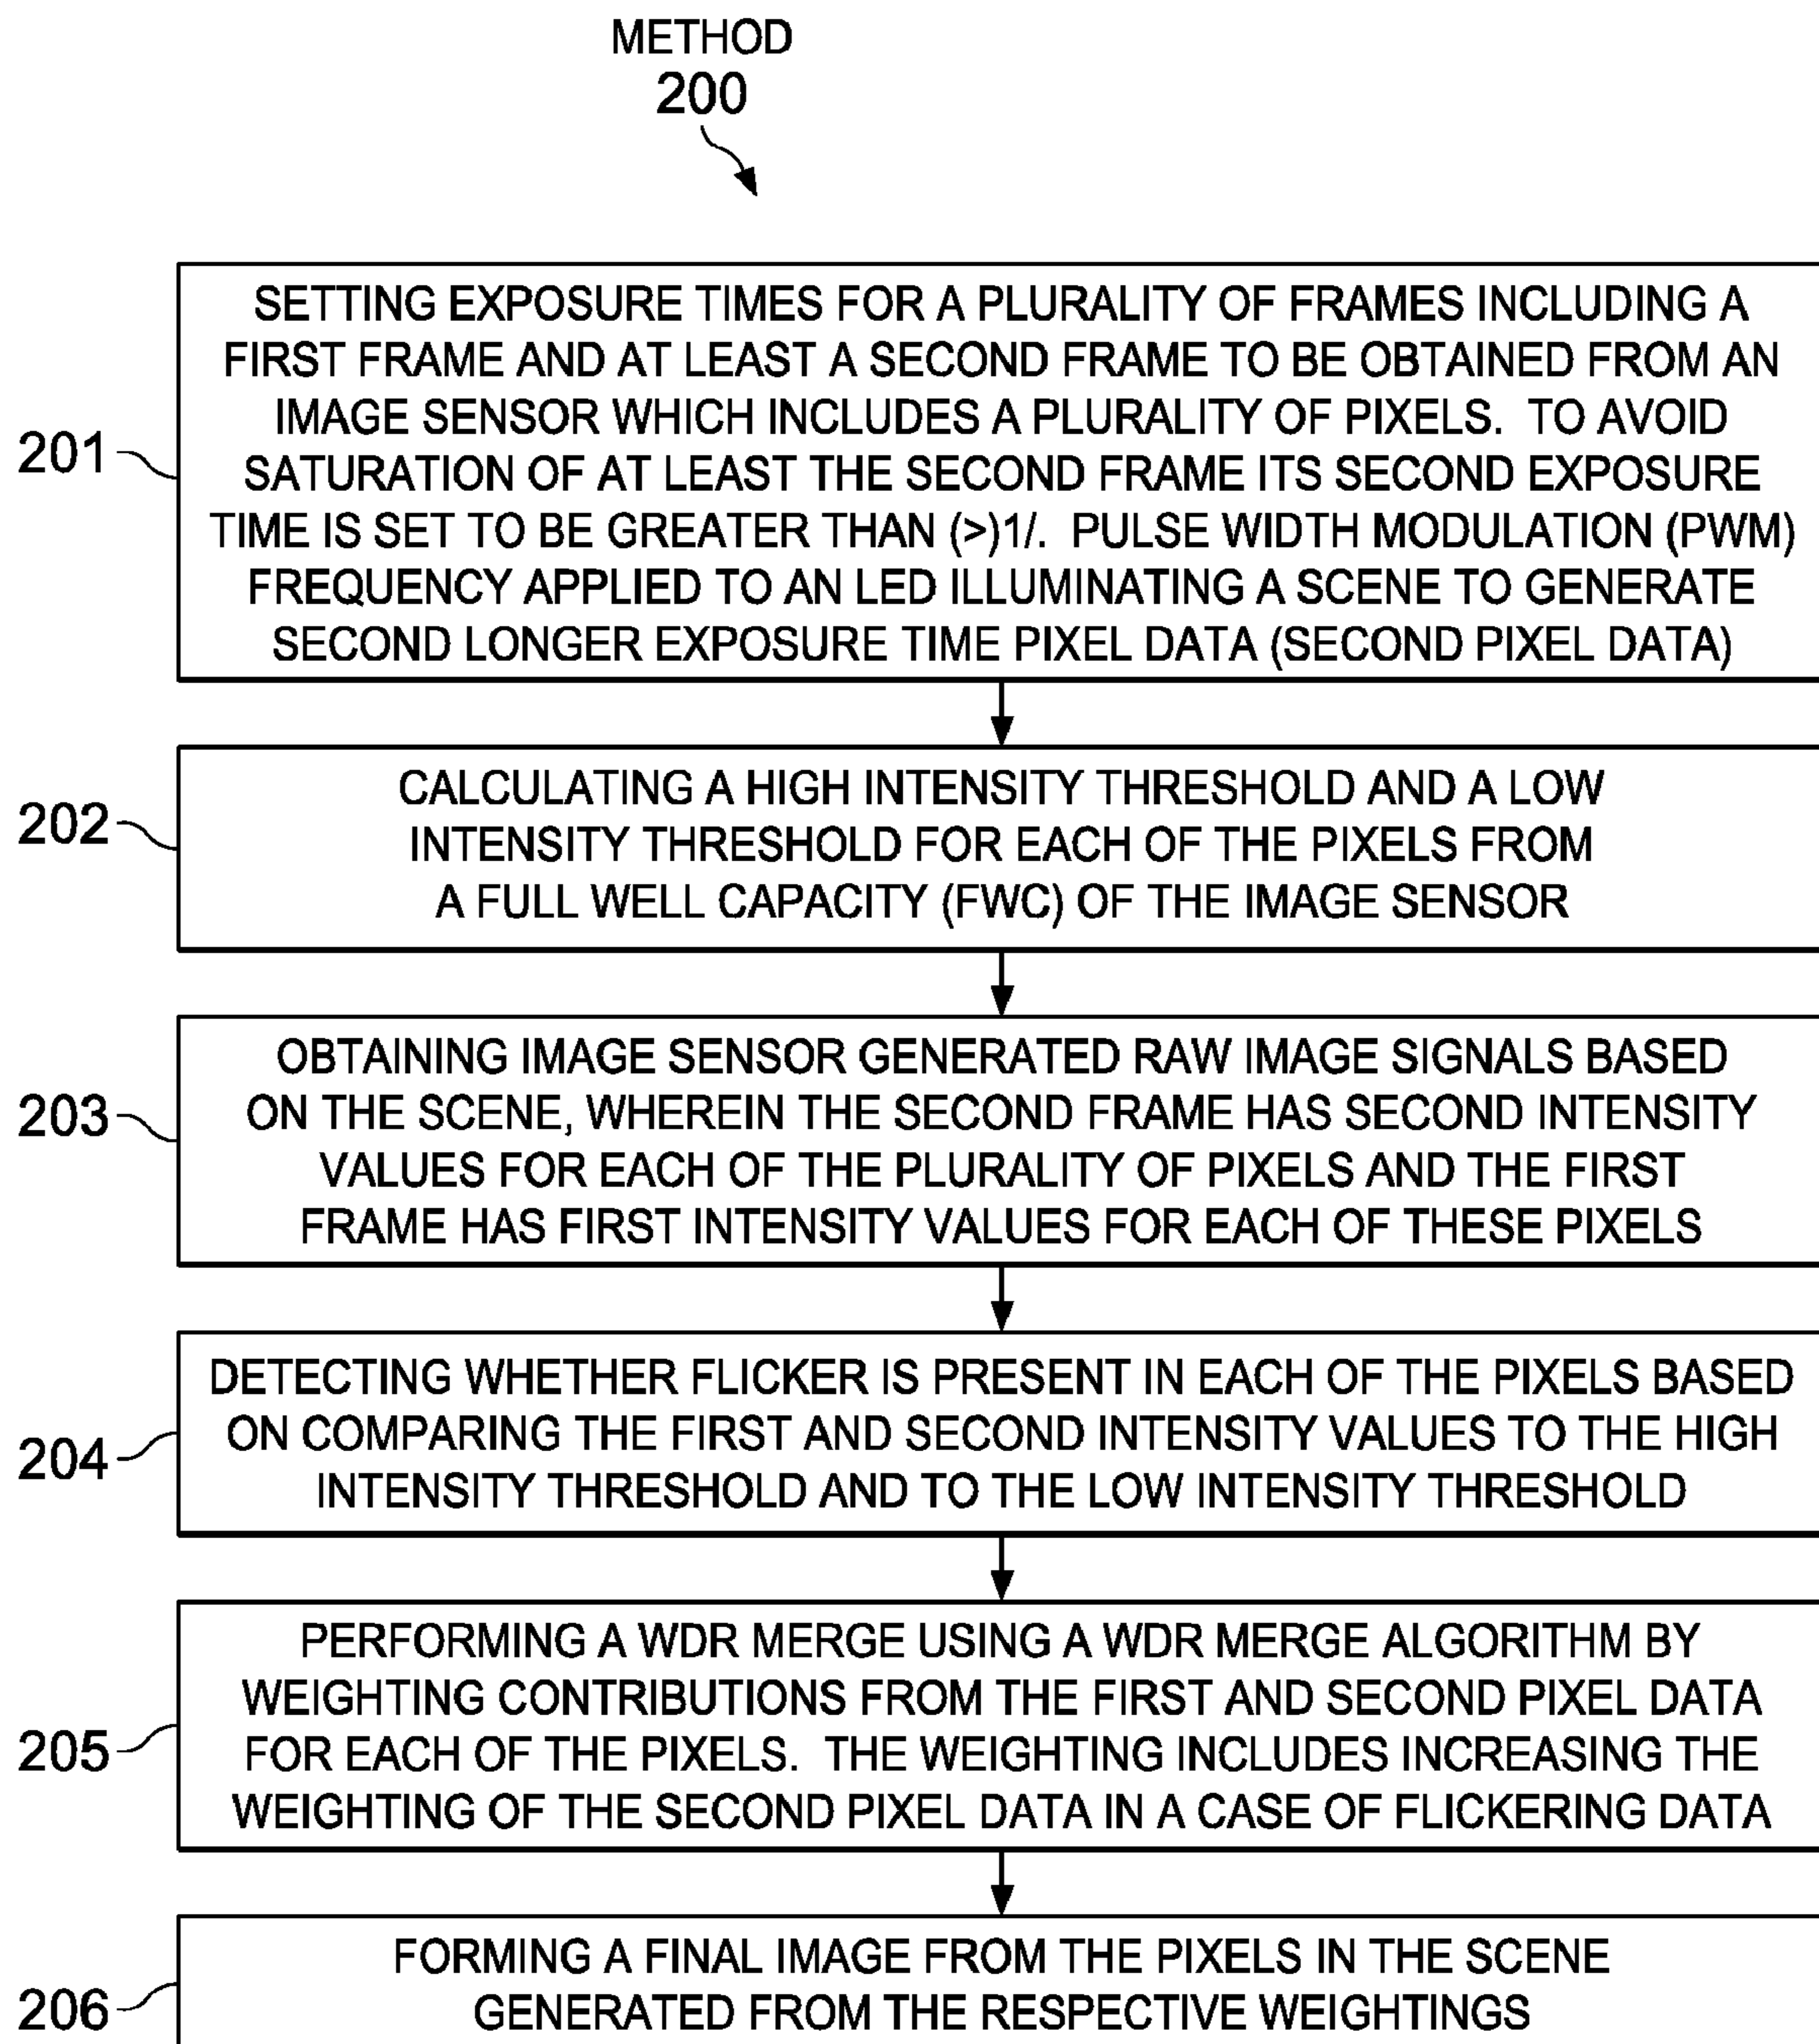 METHOD
200
201
SETTING EXPOSURE TIMES FOR A PLURALITY OF FRAMES INCLUDING A
FIRST FRAME AND AT LEAST A SECOND FRAME TO BE OBTAINED FROM AN
IMAGE SENSOR WHICH INCLUDES A PLURALITY OF PIXELS. TO AVOID
SATURATION OF AT LEAST THE SECOND FRAME ITS SECOND EXPOSURE
TIME IS SET TO BE GREATER THAN (>)1/. PULSE WIDTH MODULATION (PWM)
FREQUENCY APPLIED TO AN LED ILLUMINATING A SCENE TO GENERATE
SECOND LONGER EXPOSURE TIME PIXEL DATA (SECOND PIXEL DATA)
202
CALCULATING A HIGH INTENSITY THRESHOLD AND A LOW
INTENSITY THRESHOLD FOR EACH OF THE PIXELS FROM
A FULL WELL CAPACITY (FWC) OF THE IMAGE SENSOR
203
OBTAINING IMAGE SENSOR GENERATED RAW IMAGE SIGNALS BASED
ON THE SCENE, WHEREIN THE SECOND FRAME HAS SECOND INTENSITY
VALUES FOR EACH OF THE PLURALITY OF PIXELS AND THE FIRST
FRAME HAS FIRST INTENSITY VALUES FOR EACH OF THESE PIXELS
204
DETECTING WHETHER FLICKER IS PRESENT IN EACH OF THE PIXELS BASED
ON COMPARING THE FIRST AND SECOND INTENSITY VALUES TO THE HIGH
INTENSITY THRESHOLD AND TO THE LOW INTENSITY THRESHOLD
205
PERFORMING A WDR MERGE USING A WDR MERGE ALGORITHM BY
WEIGHTING CONTRIBUTIONS FROM THE FIRST AND SECOND PIXEL DATA
FOR EACH OF THE PIXELS. THE WEIGHTING INCLUDES INCREASING THE
WEIGHTING OF THE SECOND PIXEL DATA IN A CASE OF FLICKERING DATA
206
FORMING A FINAL IMAGE FROM THE PIXELS IN THE SCENE
GENERATED FROM THE RESPECTIVE WEIGHTINGS